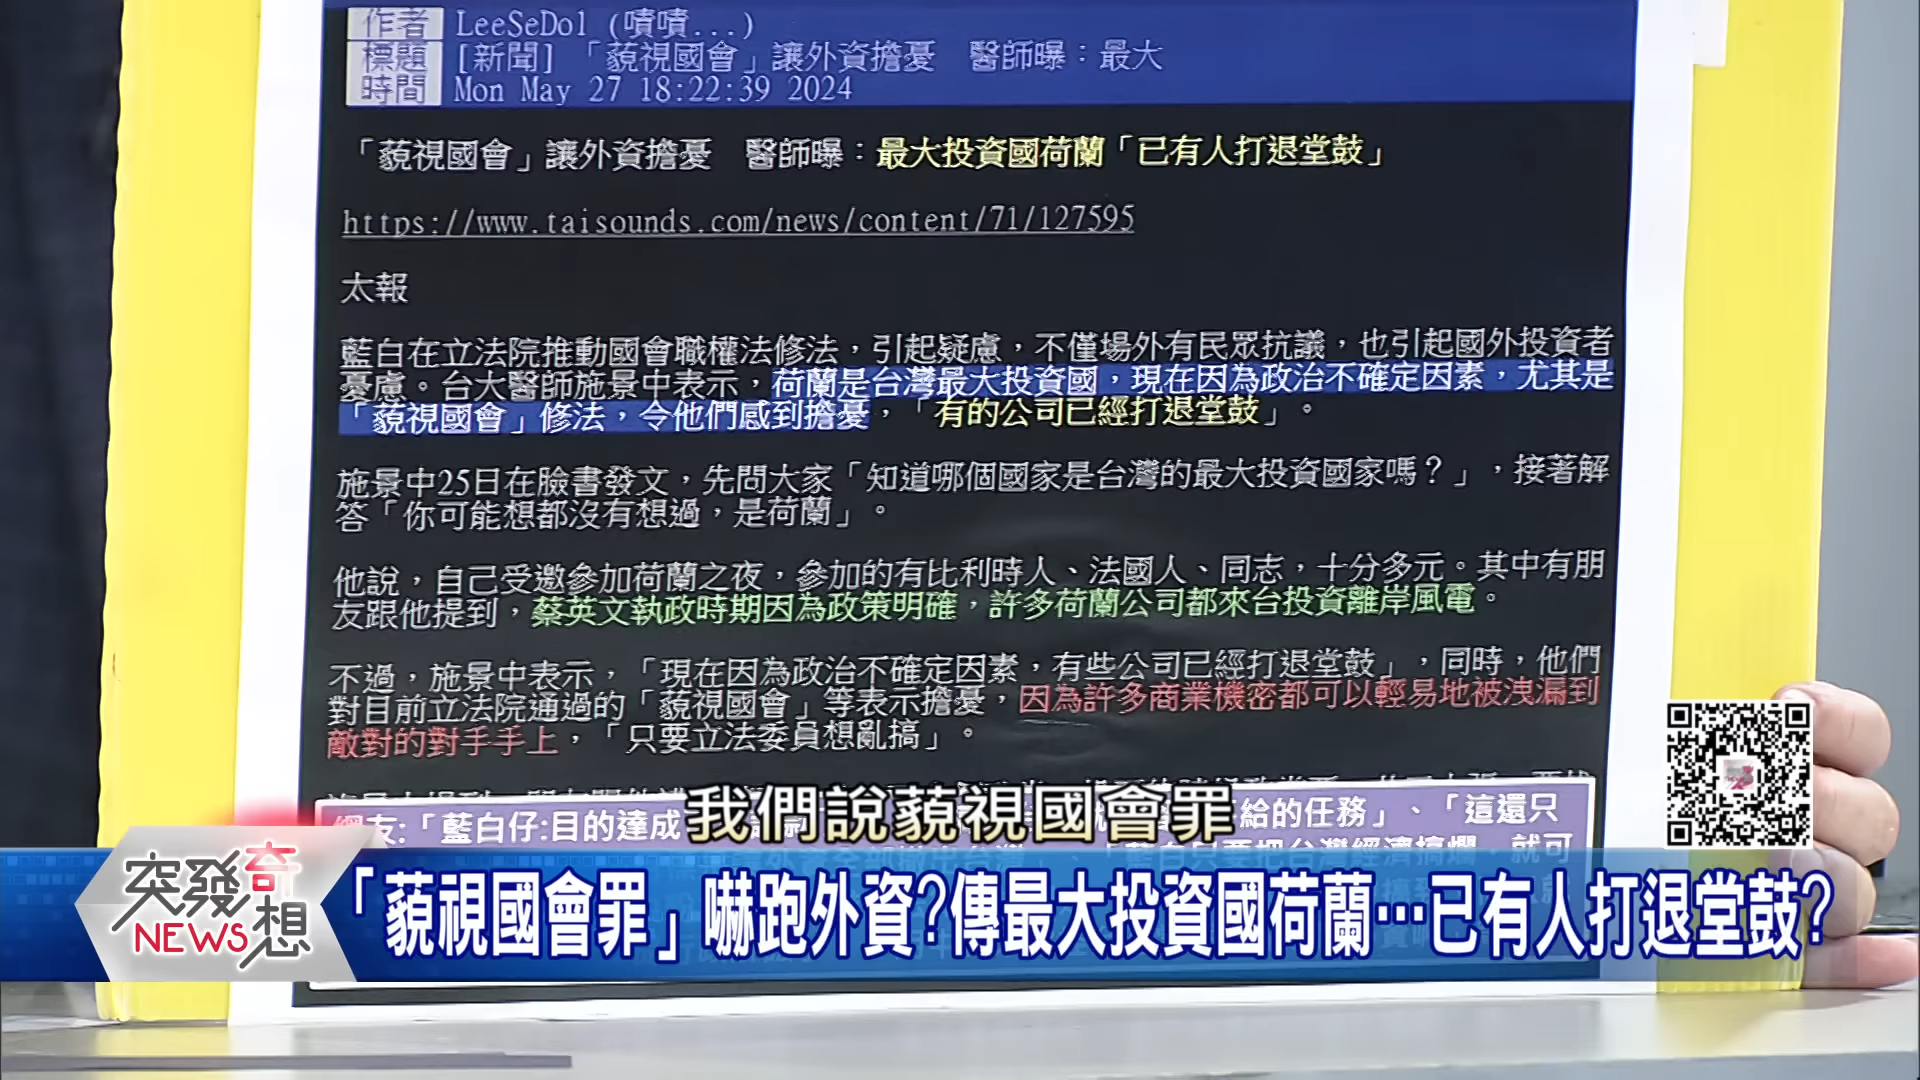 作者 LeeSeDol (嘖嘖...)
標題 [新聞] 「藐視國會」讓外資擔憂 醫師曝：最大
時間 Mon May 27 18:22:39 2024
「藐視國會」讓外資擔憂 醫師曝：最大投資國荷蘭「已有人打退堂鼓」
https://www.taisounds.com/news/content/71/127595
太報
藍白在立法院推動國會職權法修法，引起疑慮，不僅場外有民眾抗議，也引起國外投資者
憂慮。台大醫師施景中表示，荷蘭是台灣最大投資國，現在因為政治不確定因素，尤其是
「藐視國會」修法，令他們感到擔憂，「有的公司已經打退堂鼓」。
施景中25日在臉書發文，先問大家「知道哪個國家是台灣的最大投資國家嗎？」，接著解
答「你可能想都沒有想過，是荷蘭」。
他說，自己受邀參加荷蘭之夜，參加的有比利時人、法國人、同志，十分多元。其中有朋
友跟他提到，蔡英文執政時期因為政策明確，許多荷蘭公司都來台投資離岸風電。
不過，施景中表示，「現在因為政治不確定因素，有些公司已經打退堂鼓」，同時，他們
對目前立法院通過的「藐視國會」等表示擔憂，因為許多商業機密都可以輕易地被洩漏到
敵對的對手手上，「只要立法委員想亂搞」。
網友:「藍白仔:目的達成
給的任務」、「這還只
我們說藐視國會罪
突發奇想
NEWS
「藐視國會罪」嚇跑外資?傳最大投資國荷蘭…已有人打退堂鼓?